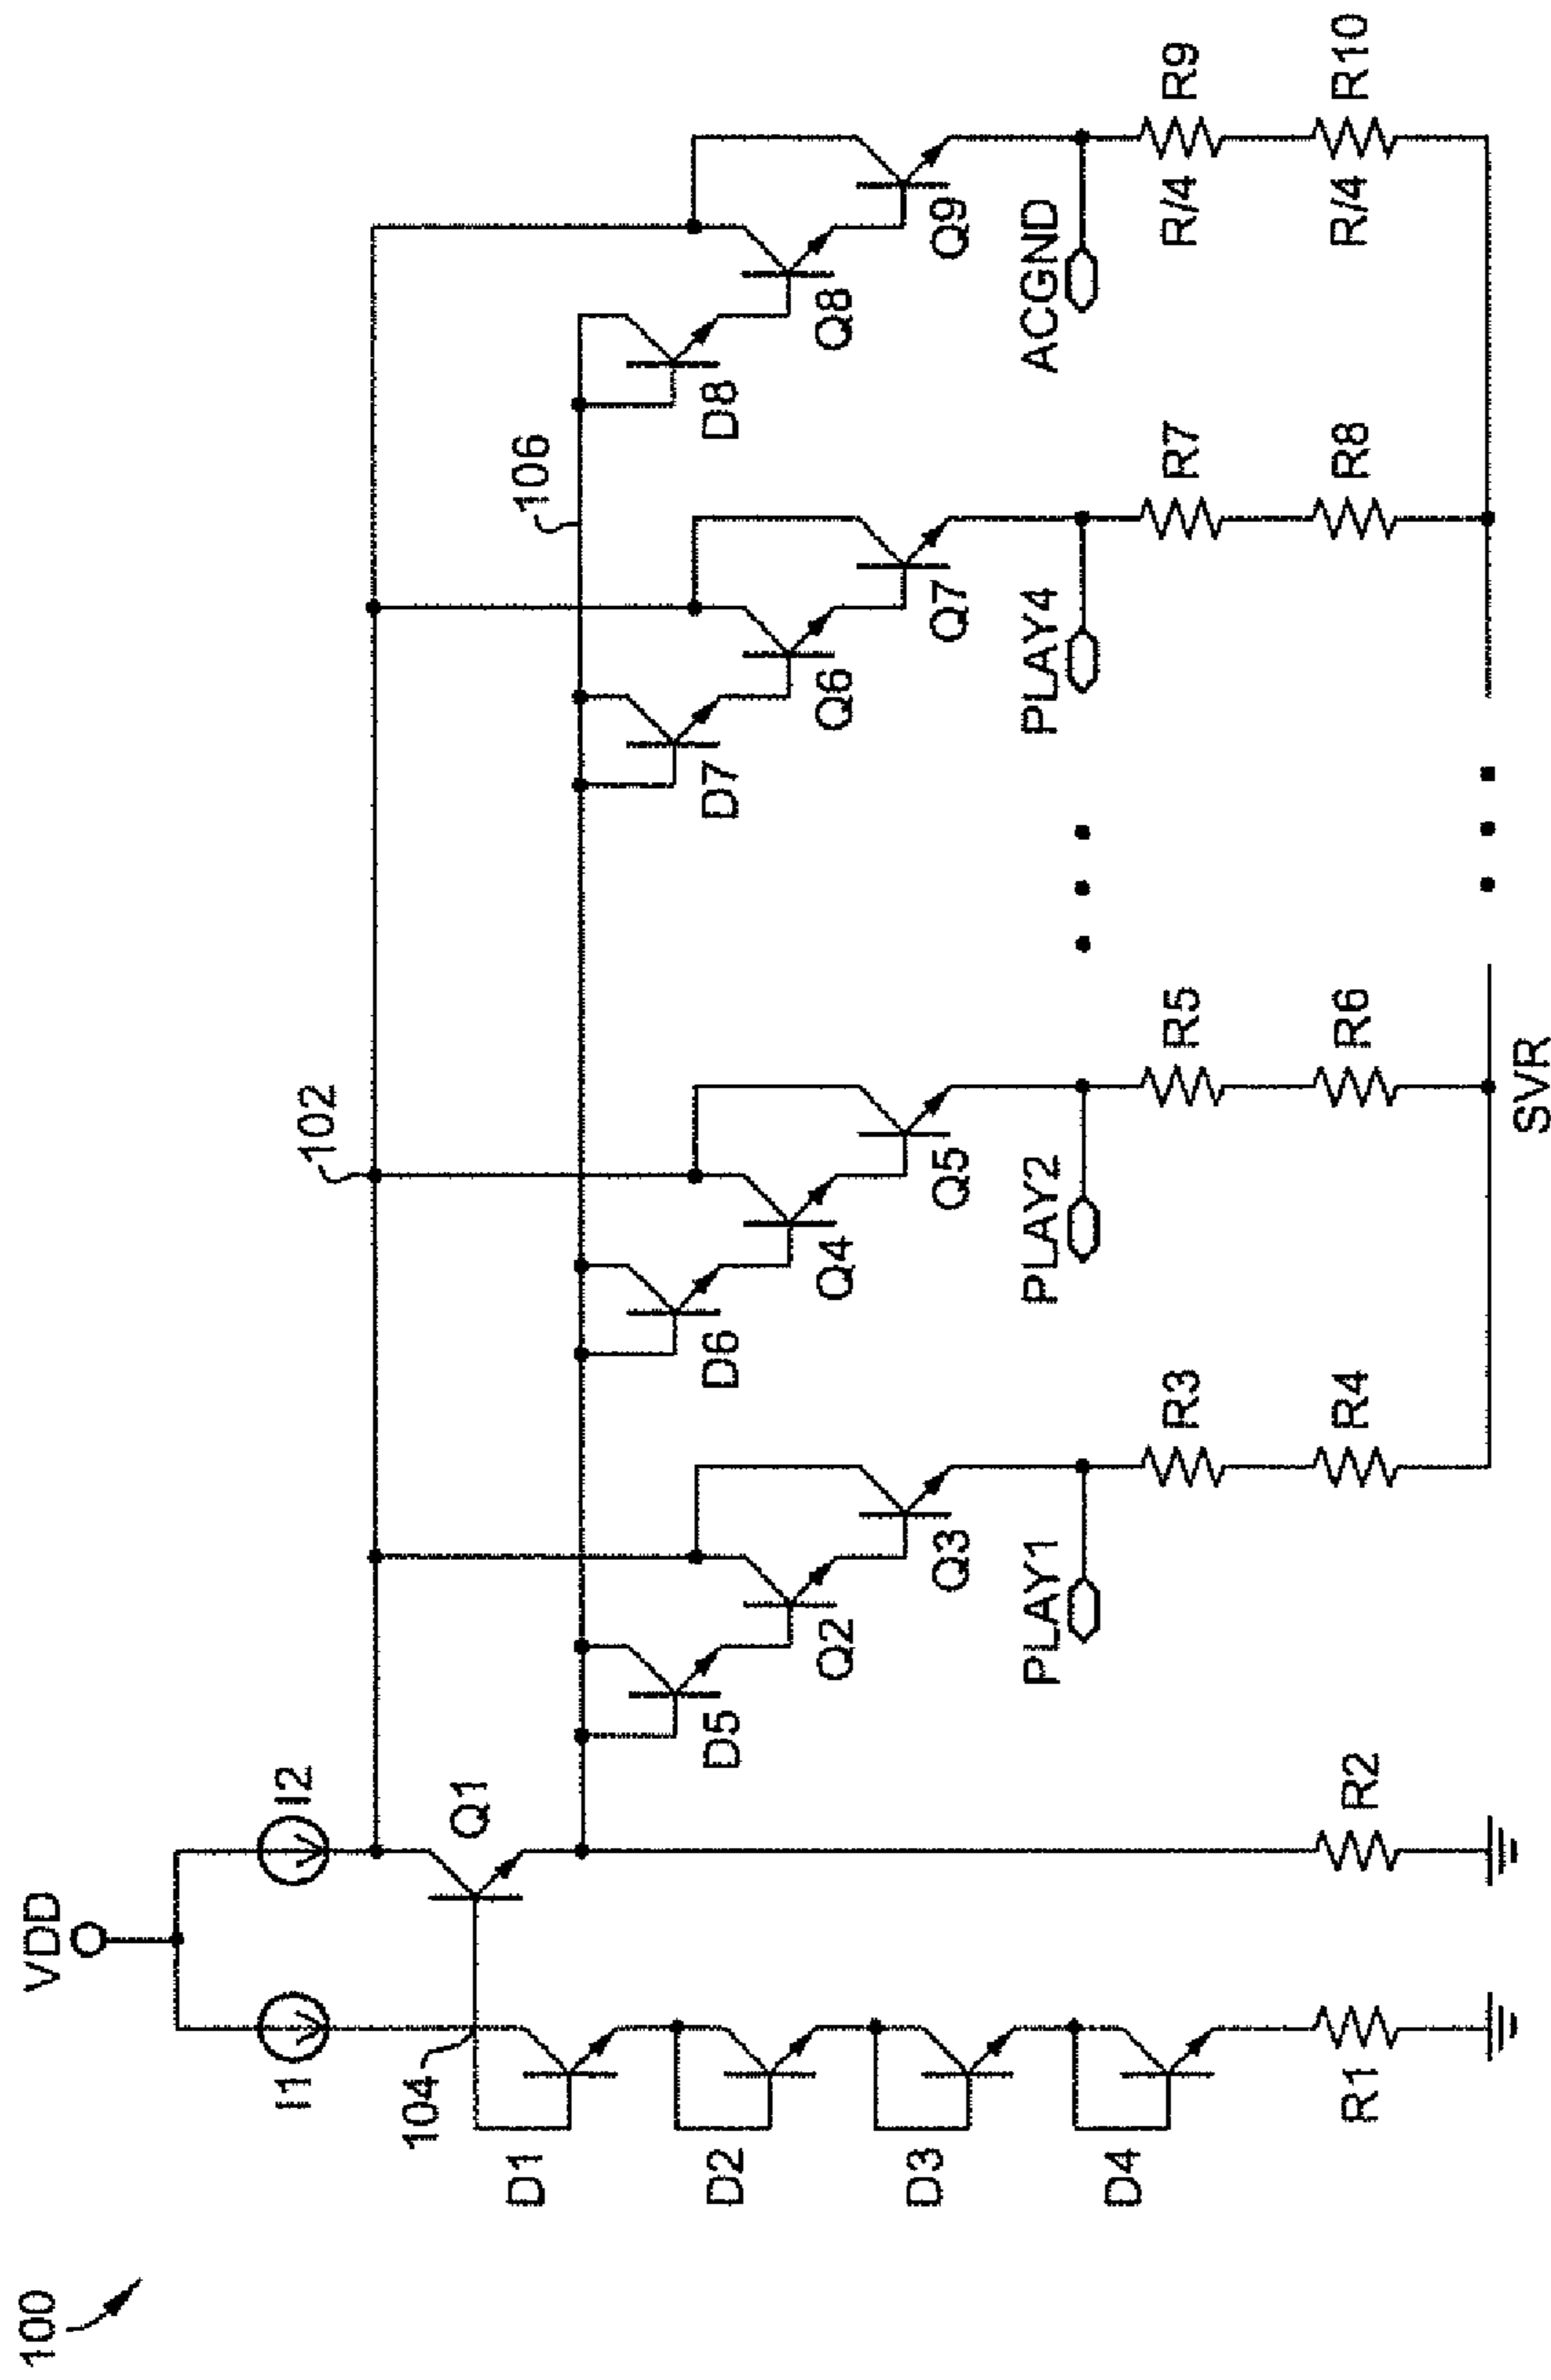 100
VDD
I1
I2
102
104
Q1
106
D1
D2
D3
D4
D5
D6
D7
D8
Q2
Q4
Q6
Q8
Q3
Q5
Q7
Q9
PLAY1
PLAY2
PLAY4
ACGND
R3
R5
R7
R/4
R9
R1
R2
R4
R6
R8
R/4
R10
SVR